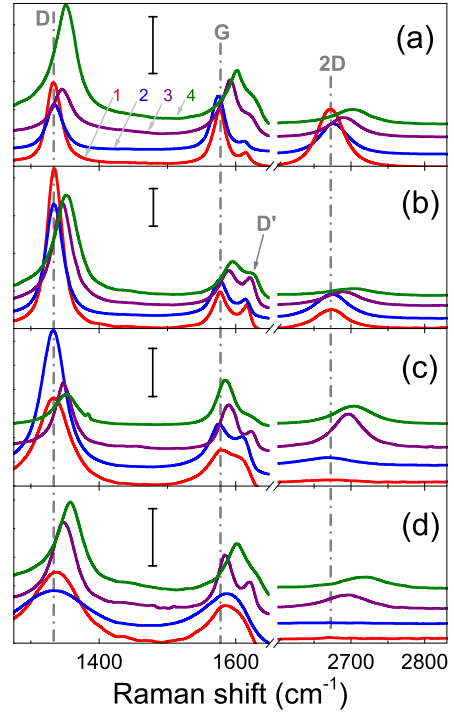 D G 2D (a)
1 2 3 4
D' (b)
(c)
(d)
1400 1600 2700 2800
Raman shift (cm⁻¹)